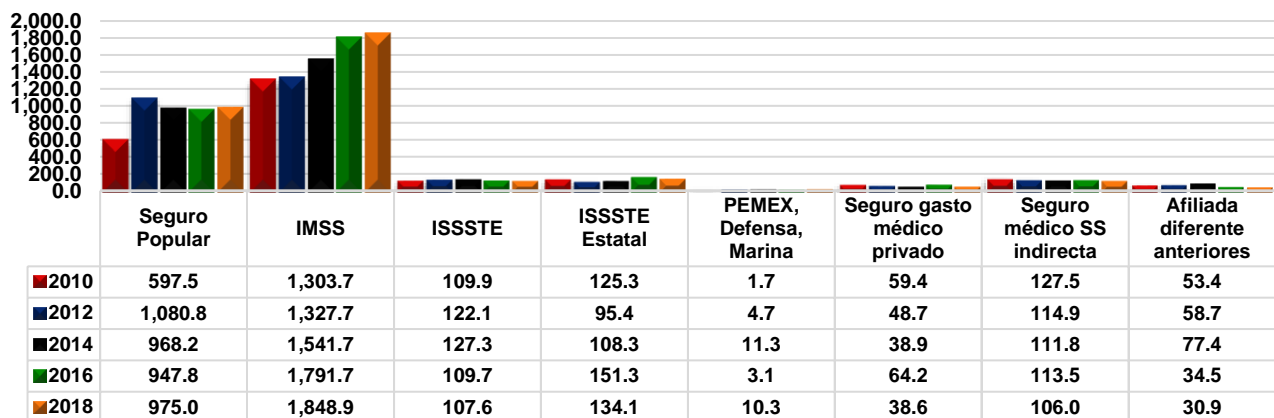 2,000.0
1,800.0
1,600.0
1,400.0
1,200.0
1,000.0
800.0
600.0
400.0
200.0
0.0
Seguro Popular IMSS ISSSTE ISSSTE Estatal PEMEX, Defensa, Marina Seguro gasto médico privado Seguro médico SS indirecta Afiliada diferente anteriores
2010 597.5 1,303.7 109.9 125.3 1.7 59.4 127.5 53.4
2012 1,080.8 1,327.7 122.1 95.4 4.7 48.7 114.9 58.7
2014 968.2 1,541.7 127.3 108.3 11.3 38.9 111.8 77.4
2016 947.8 1,791.7 109.7 151.3 3.1 64.2 113.5 34.5
2018 975.0 1,848.9 107.6 134.1 10.3 38.6 106.0 30.9